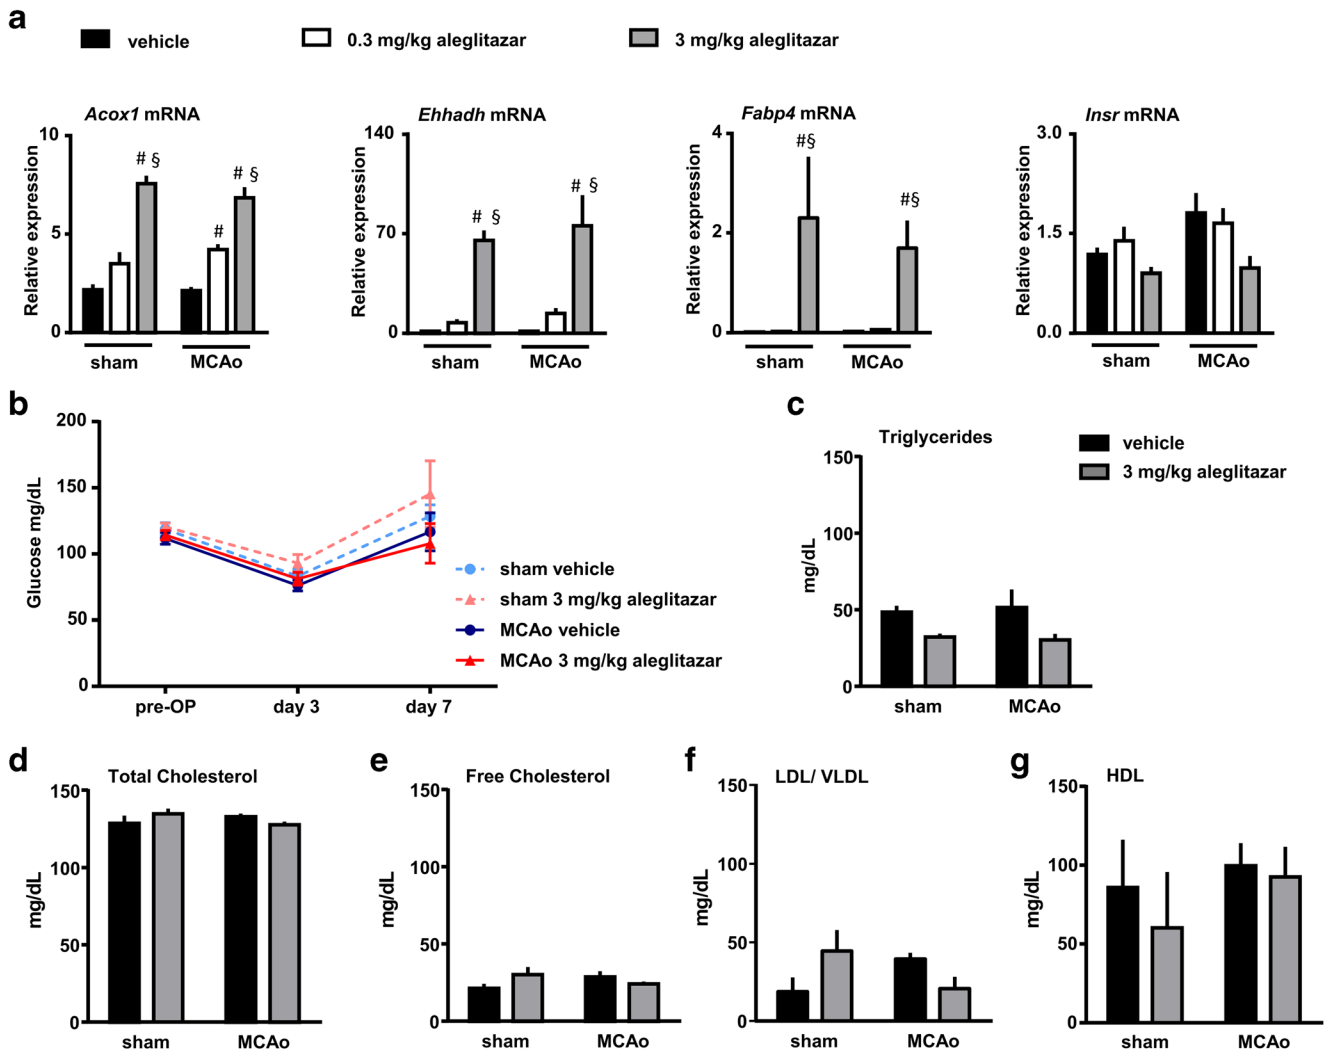 a
vehicle
0.3 mg/kg aleglitazar
3 mg/kg aleglitazar
Acox1 mRNA
Relative expression
10
5
0
# §
#
# §
sham
MCAo
Ehhadh mRNA
Relative expression
140
70
0
# §
# §
sham
MCAo
Fabp4 mRNA
Relative expression
4
2
0
#§
#§
sham
MCAo
Insr mRNA
Relative expression
3.0
1.5
0.0
sham
MCAo
b
Glucose mg/dL
200
150
100
50
0
pre-OP
day 3
day 7
sham vehicle
sham 3 mg/kg aleglitazar
MCAo vehicle
MCAo 3 mg/kg aleglitazar
c
Triglycerides
vehicle
3 mg/kg aleglitazar
mg/dL
150
100
50
0
sham
MCAo
d
Total Cholesterol
mg/dL
150
100
50
0
sham
MCAo
e
Free Cholesterol
mg/dL
150
100
50
0
sham
MCAo
f
LDL/ VLDL
mg/dL
150
100
50
0
sham
MCAo
g
HDL
mg/dL
150
100
50
0
sham
MCAo